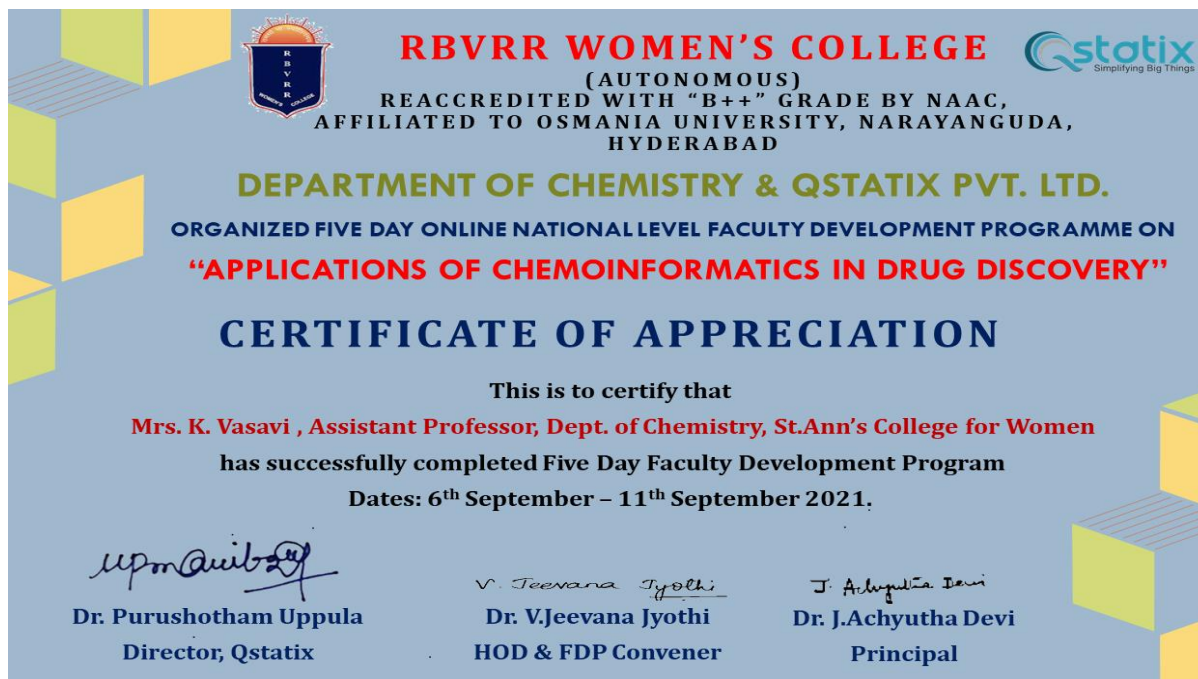 RBVRR
WOMEN'S COLLEGE
RBVRR WOMEN'S COLLEGE
Qstatix
Simplifying Big Things
(AUTONOMOUS)
REACCREDITED WITH “B++” GRADE BY NAAC,
AFFILIATED TO OSMANIA UNIVERSITY, NARAYANGUDA,
HYDERABAD
DEPARTMENT OF CHEMISTRY & QSTATIX PVT. LTD.
ORGANIZED FIVE DAY ONLINE NATIONAL LEVEL FACULTY DEVELOPMENT PROGRAMME ON
“APPLICATIONS OF CHEMOINFORMATICS IN DRUG DISCOVERY”
CERTIFICATE OF APPRECIATION
This is to certify that
Mrs. K. Vasavi , Assistant Professor, Dept. of Chemistry, St.Ann’s College for Women
has successfully completed Five Day Faculty Development Program
Dates: 6th September – 11th September 2021.
V. Jeevana Jyothi
J. Achyutha Devi
Dr. Purushotham Uppula
Dr. V.Jeevana Jyothi
Dr. J.Achyutha Devi
Director, Qstatix
HOD & FDP Convener
Principal